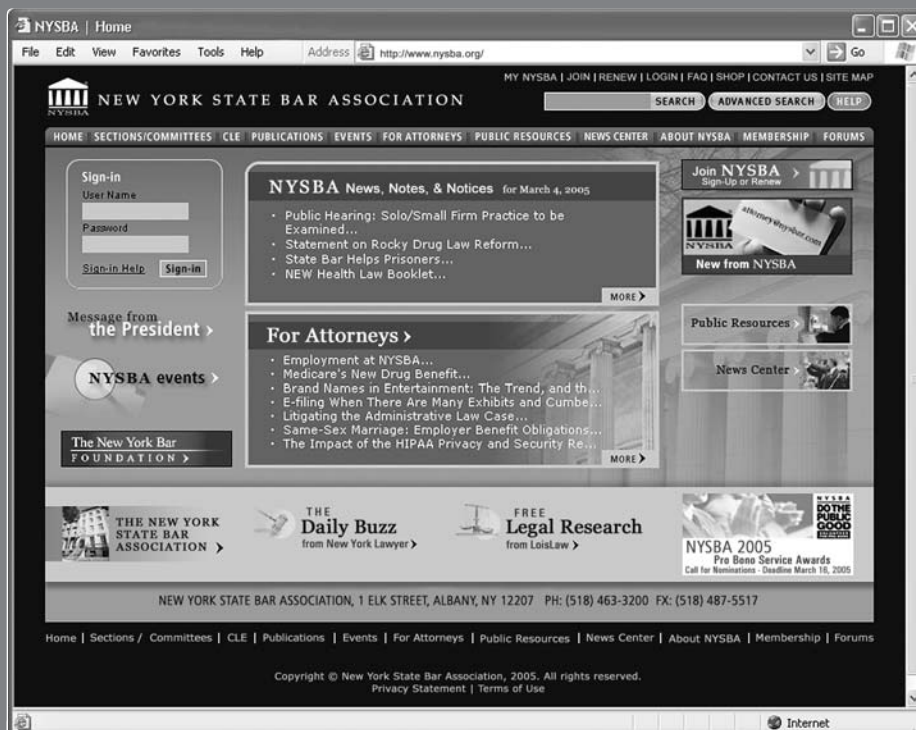 NYSBA | Home
File Edit View Favorites Tools Help Address http://www.nysba.org/ Go
MY NYSBA | JOIN | RENEW | LOGIN | FAQ | SHOP | CONTACT US | SITE MAP
NYSBA
NEW YORK STATE BAR ASSOCIATION
SEARCH ADVANCED SEARCH HELP
HOME SECTIONS/COMMITTEES CLE PUBLICATIONS EVENTS FOR ATTORNEYS PUBLIC RESOURCES NEWS CENTER ABOUT NYSBA MEMBERSHIP FORUMS
Sign-in
User Name
Password
Sign-in Help Sign-in
Message from
the President ›
NYSBA events ›
The New York Bar
FOUNDATION ›
NYSBA News, Notes, & Notices for March 4, 2005
· Public Hearing: Solo/Small Firm Practice to be
Examined...
· Statement on Rocky Drug Law Reform...
· State Bar Helps Prisoners...
· NEW Health Law Booklet...
MORE ›
For Attorneys ›
· Employment at NYSBA...
· Medicare's New Drug Benefit...
· Brand Names in Entertainment: The Trend, and th...
· E-filing When There Are Many Exhibits and Cumbe...
· Litigating the Administrative Law Case...
· Same-Sex Marriage: Employer Benefit Obligations...
· The Impact of the HIPAA Privacy and Security Re...
MORE ›
Join NYSBA ›
Sign-Up or Renew
attorney@nysbar.com
NYSBA
New from NYSBA
Public Resources ›
News Center ›
THE NEW YORK
STATE BAR
ASSOCIATION ›
THE
Daily Buzz
from New York Lawyer ›
FREE
Legal Research
from LoisLaw ›
NYSBA
DO THE
PUBLIC
GOOD
NYSBA 2005
Pro Bono Service Awards
Call for Nominations - Deadline March 18, 2005
NEW YORK STATE BAR ASSOCIATION, 1 ELK STREET, ALBANY, NY 12207 PH: (518) 463-3200 FX: (518) 487-5517
Home | Sections / Committees | CLE | Publications | Events | For Attorneys | Public Resources | News Center | About NYSBA | Membership | Forums
Copyright © New York State Bar Association, 2005. All rights reserved.
Privacy Statement | Terms of Use
Internet